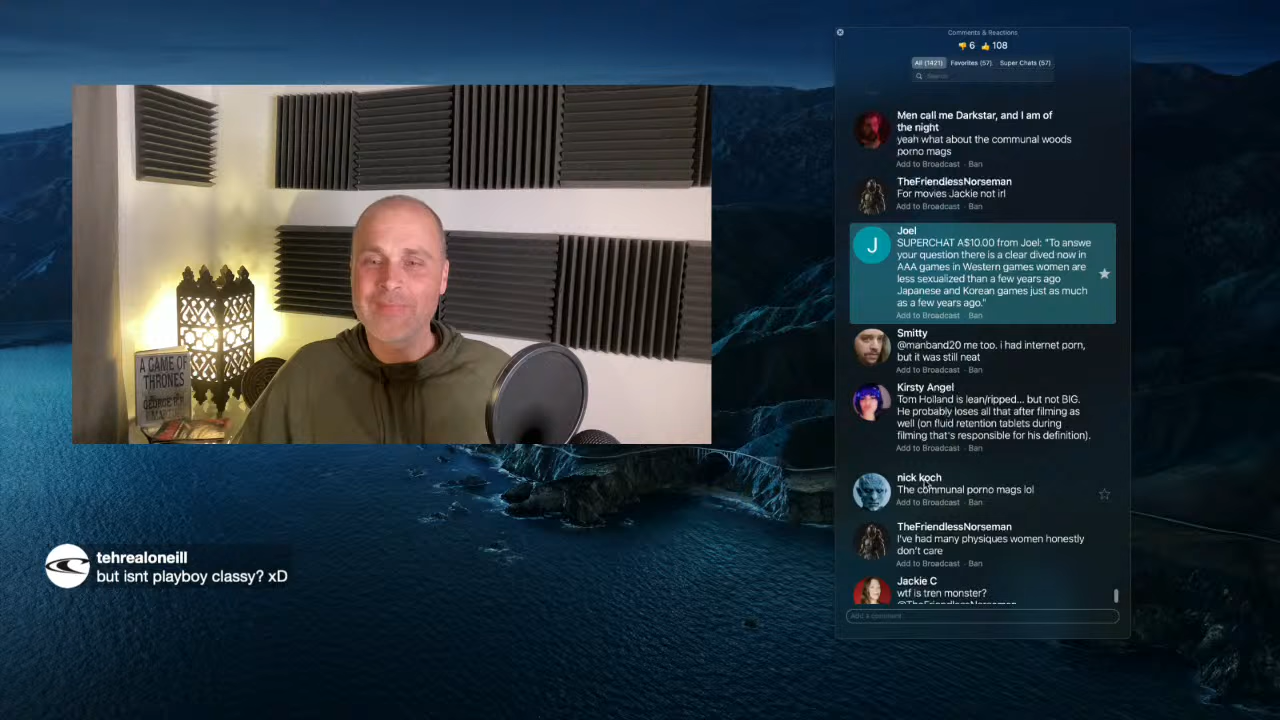 Comments & Reactions
👎 6 👍 108
All (1421) Favorites (57) Super Chats (57)
Search
Men call me Darkstar, and I am of
the night
yeah what about the communal woods
porno mags
Add to Broadcast · Ban
TheFriendlessNorseman
For movies Jackie not irl
Add to Broadcast · Ban
J
Joel
SUPERCHAT A$10.00 from Joel: "To answe
your question there is a clear dived now in
AAA games in Western games women are
less sexualized than a few years ago
Japanese and Korean games just as much
as a few years ago."
Add to Broadcast · Ban
Smitty
@manband20 me too. i had internet porn,
but it was still neat
Add to Broadcast · Ban
Kirsty Angel
Tom Holland is lean/ripped... but not BIG.
He probably loses all that after filming as
well (on fluid retention tablets during
filming that's responsible for his definition).
Add to Broadcast · Ban
nick koch
The communal porno mags lol
Add to Broadcast · Ban
TheFriendlessNorseman
I've had many physiques women honestly
don't care
Add to Broadcast · Ban
Jackie C
wtf is tren monster?
@TheFriendlessNorseman
Add a comment
A GAME OF
THRONES
GEORGE R.R.
tehrealoneill
but isnt playboy classy? xD